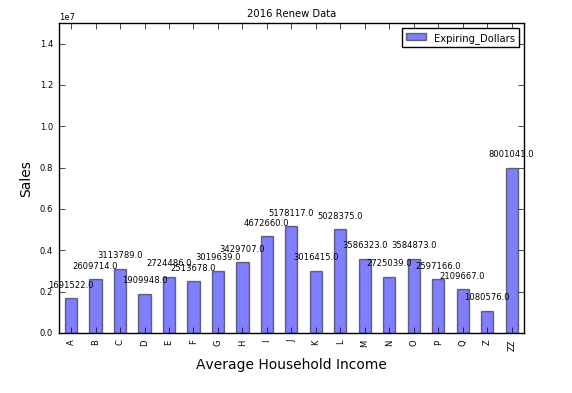 2016 Renew Data
1e7
Expiring_Dollars
1.4
1.2
1.0
0.8
0.6
0.4
0.2
0.0
Sales
1691522.0
2609714.0
3113789.0
1909948.0
2724486.0
2513678.0
3019639.0
3429707.0
4672660.0
5178117.0
3016415.0
5028375.0
3586323.0
2725039.0
3584873.0
2597166.0
2109667.0
1080576.0
8001041.0
A
B
C
D
E
F
G
H
I
J
K
L
M
N
O
P
Q
Z
ZZ
Average Household Income